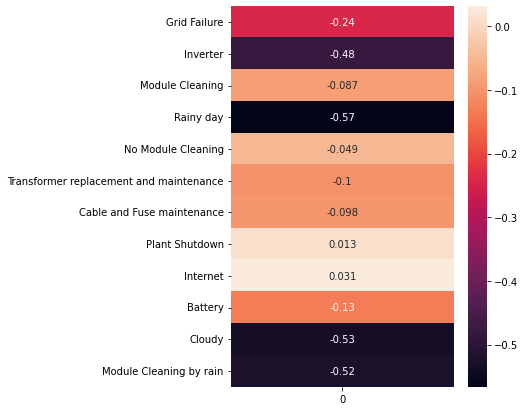 Grid Failure -0.24
Inverter -0.48
Module Cleaning -0.087
Rainy day -0.57
No Module Cleaning -0.049
Transformer replacement and maintenance -0.1
Cable and Fuse maintenance -0.098
Plant Shutdown 0.013
Internet 0.031
Battery -0.13
Cloudy -0.53
Module Cleaning by rain -0.52
0
0.0
-0.1
-0.2
-0.3
-0.4
-0.5